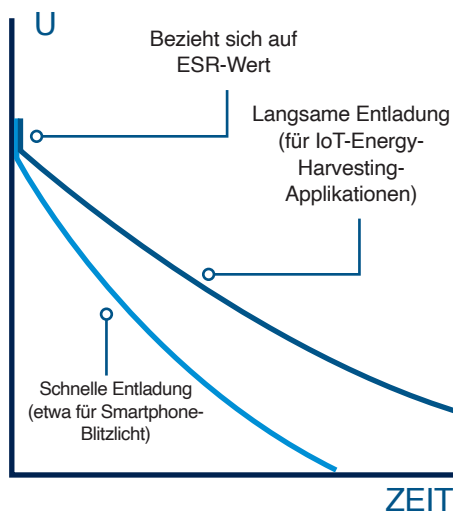 U
Bezieht sich auf
ESR-Wert
Langsame Entladung
(für IoT-Energy-
Harvesting-
Applikationen)
Schnelle Entladung
(etwa für Smartphone-
Blitzlicht)
ZEIT